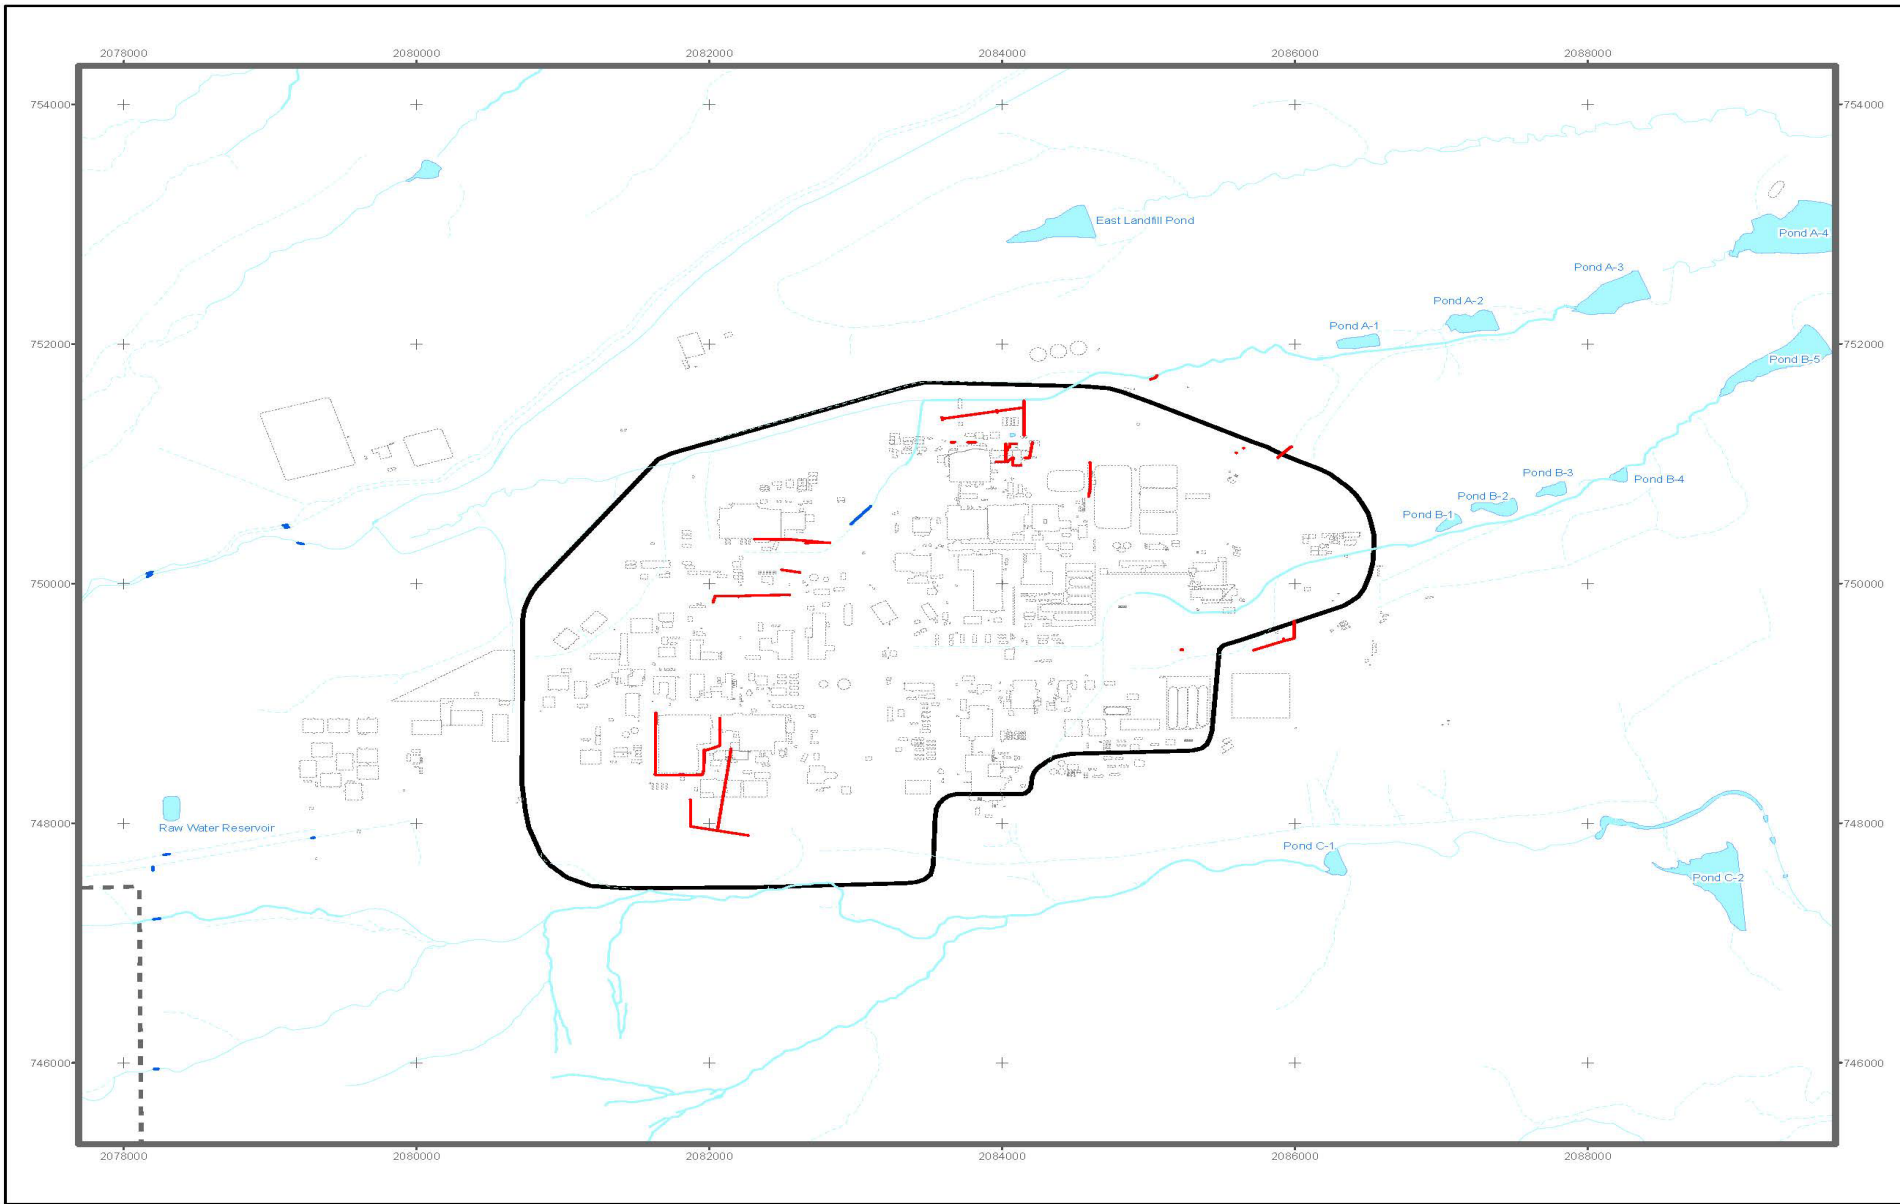 2078000 2080000 2082000 2084000 2086000 2088000
754000 754000
East Landfill Pond
Pond A-4
Pond A-3
Pond A-2
Pond A-1
752000 752000
Pond B-5
Pond B-3
Pond B-4
Pond B-2
Pond B-1
750000 750000
748000 748000
Raw Water Reservoir
Pond C-1
Pond C-2
746000 746000
2078000 2080000 2082000 2084000 2086000 2088000